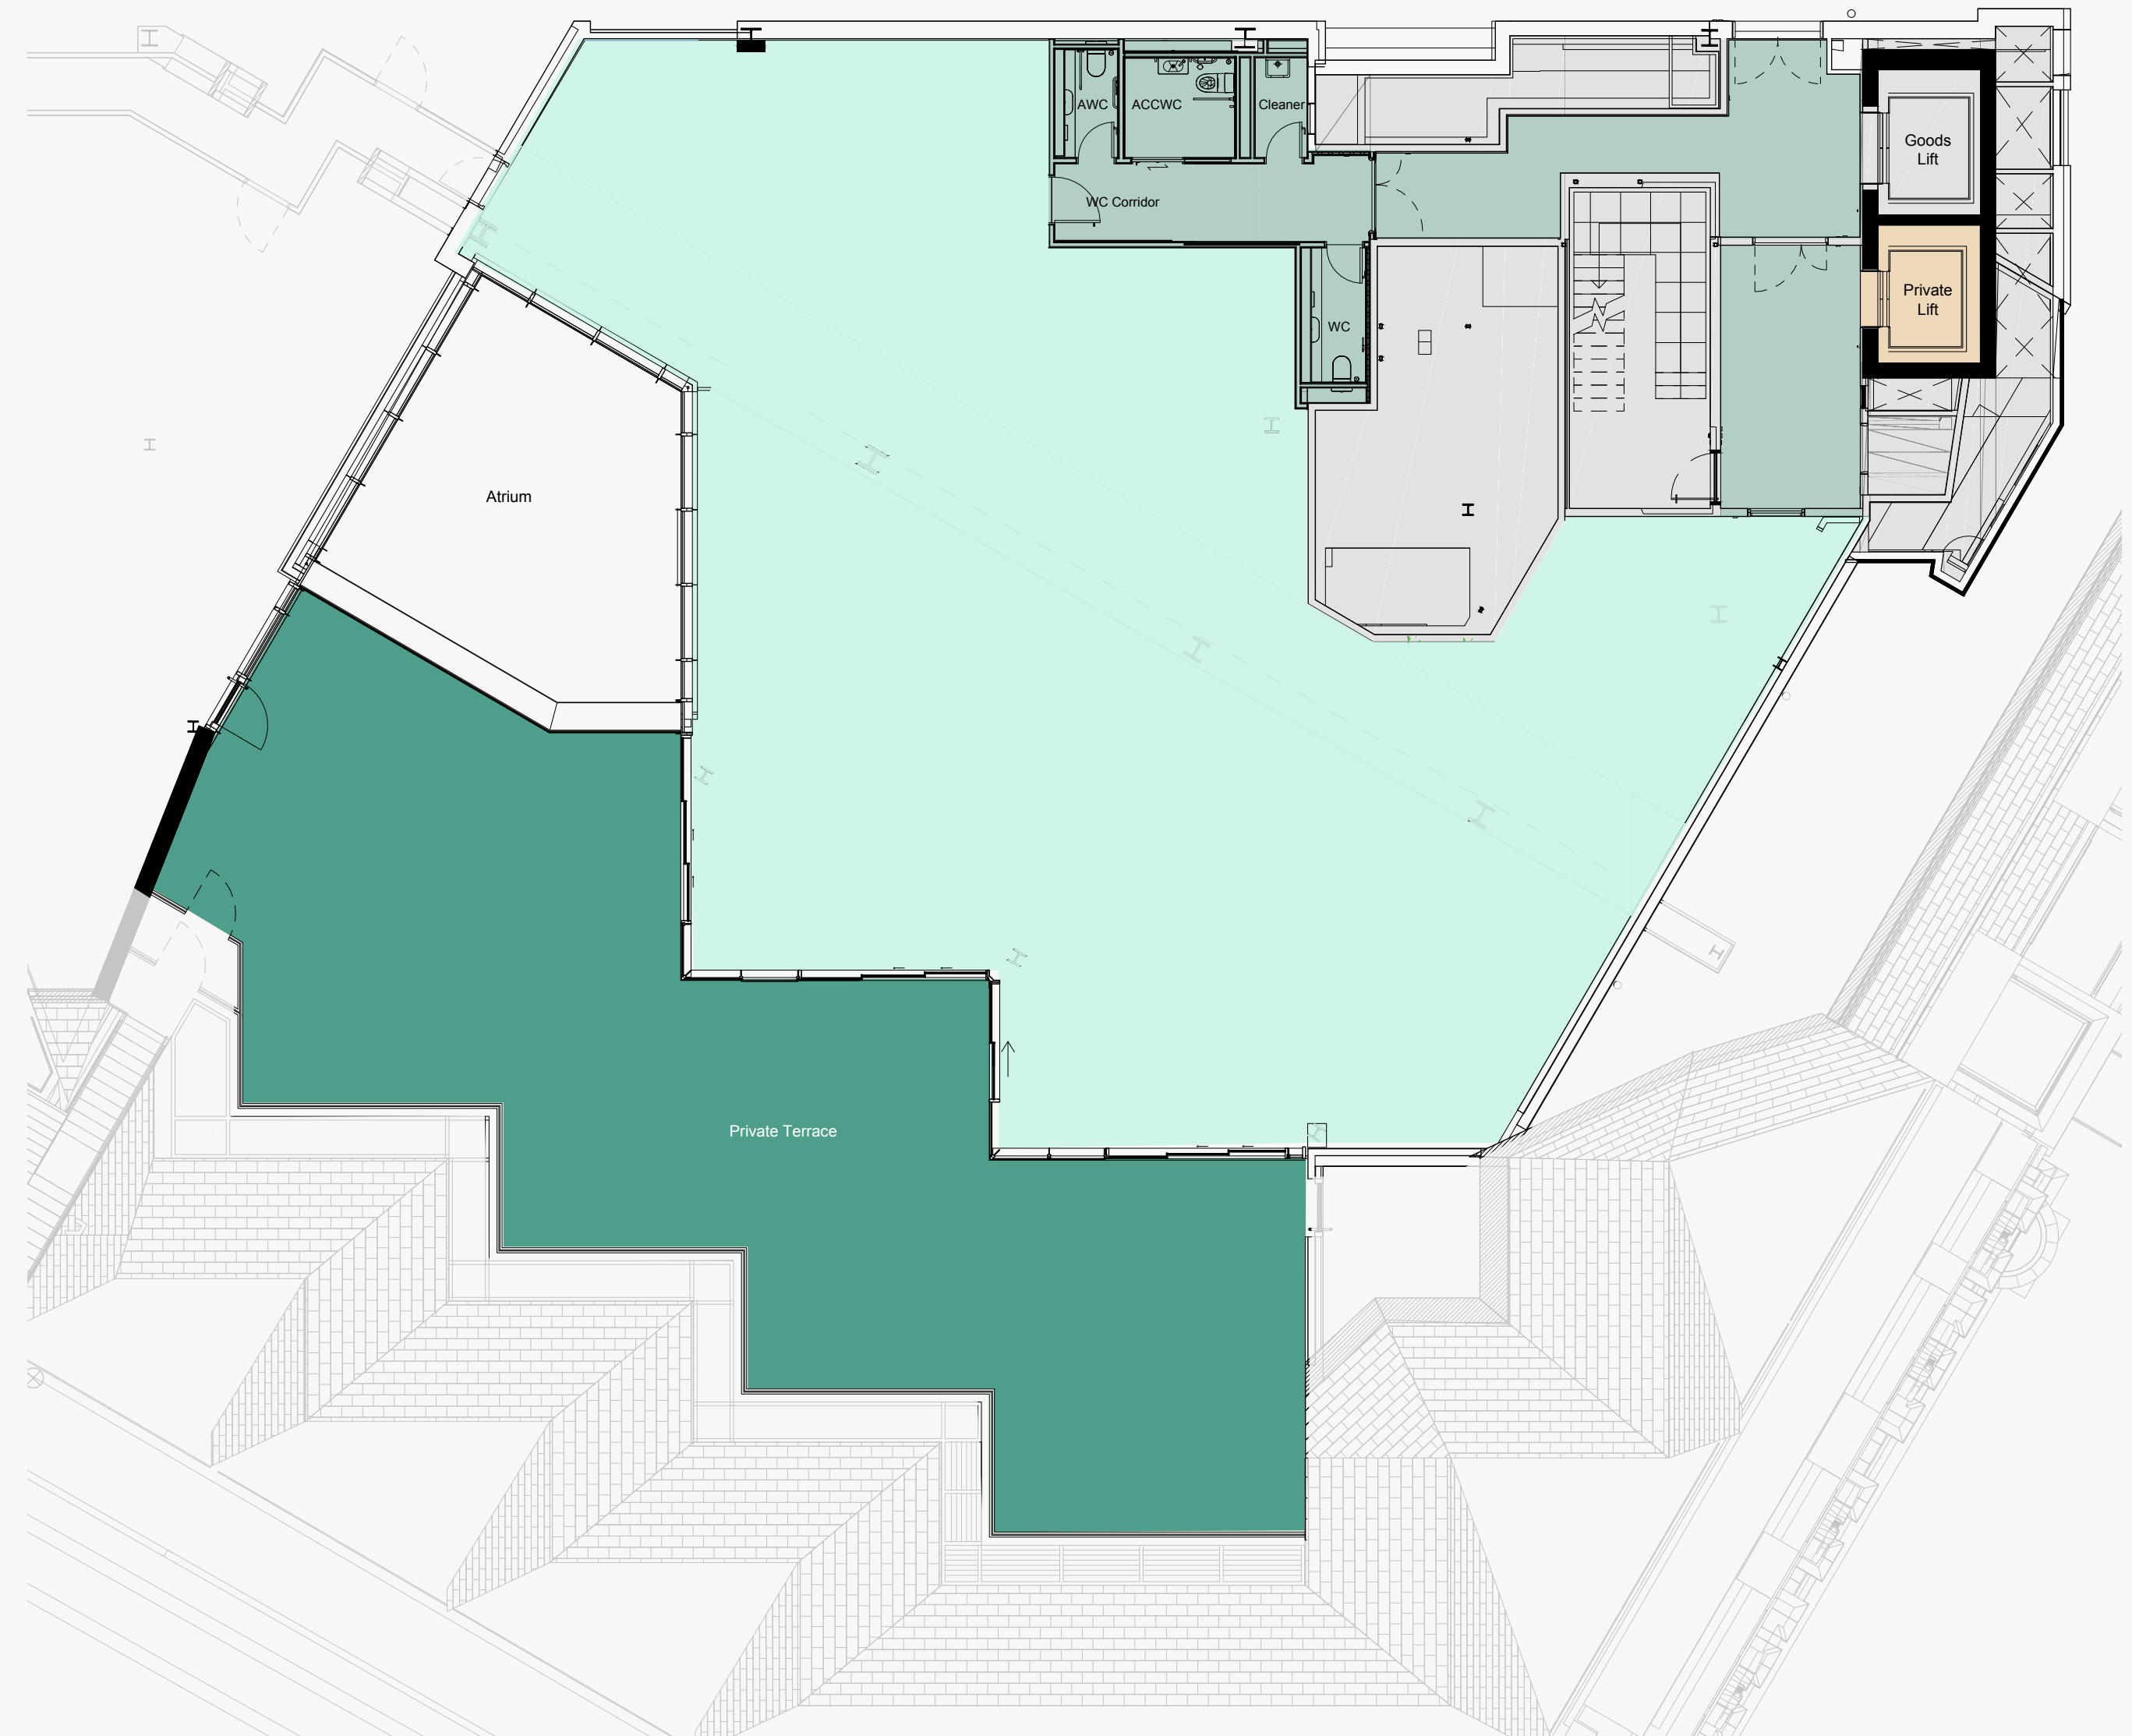 AWC
ACCWC
Cleaner
Goods
Lift
WC Corridor
Private
Lift
WC
Atrium
Private Terrace